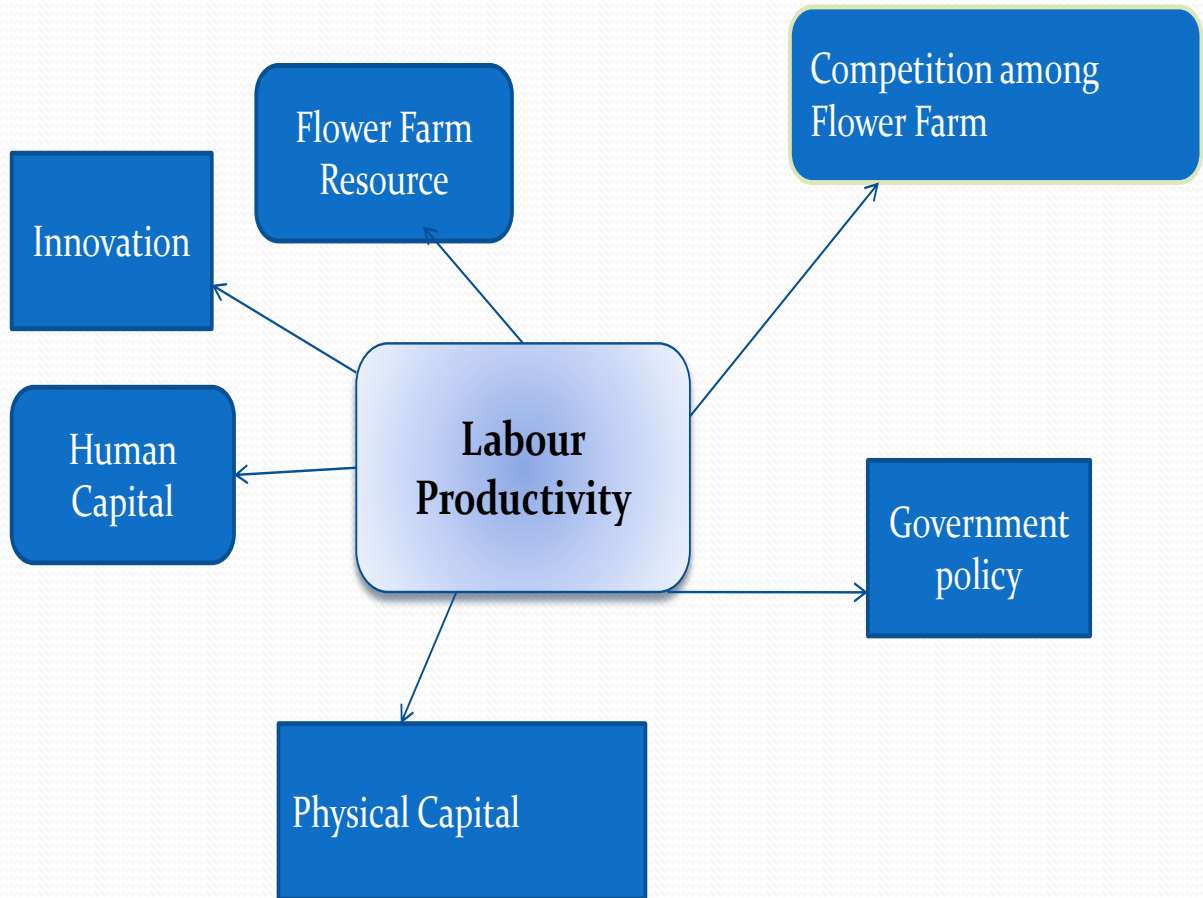 Competition among
Flower Farm
Flower Farm
Resource
Innovation
Labour
Productivity
Human
Capital
Government
policy
Physical Capital